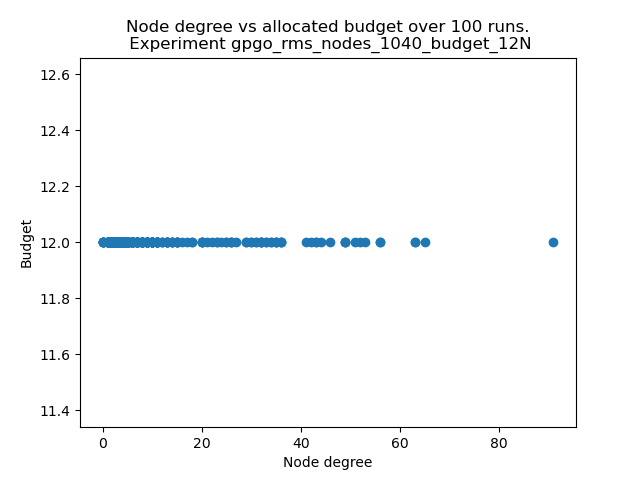 Node degree vs allocated budget over 100 runs.
Experiment gpgo_rms_nodes_1040_budget_12N
12.6
12.4
12.2
12.0
11.8
11.6
11.4
Budget
0 20 40 60 80
Node degree